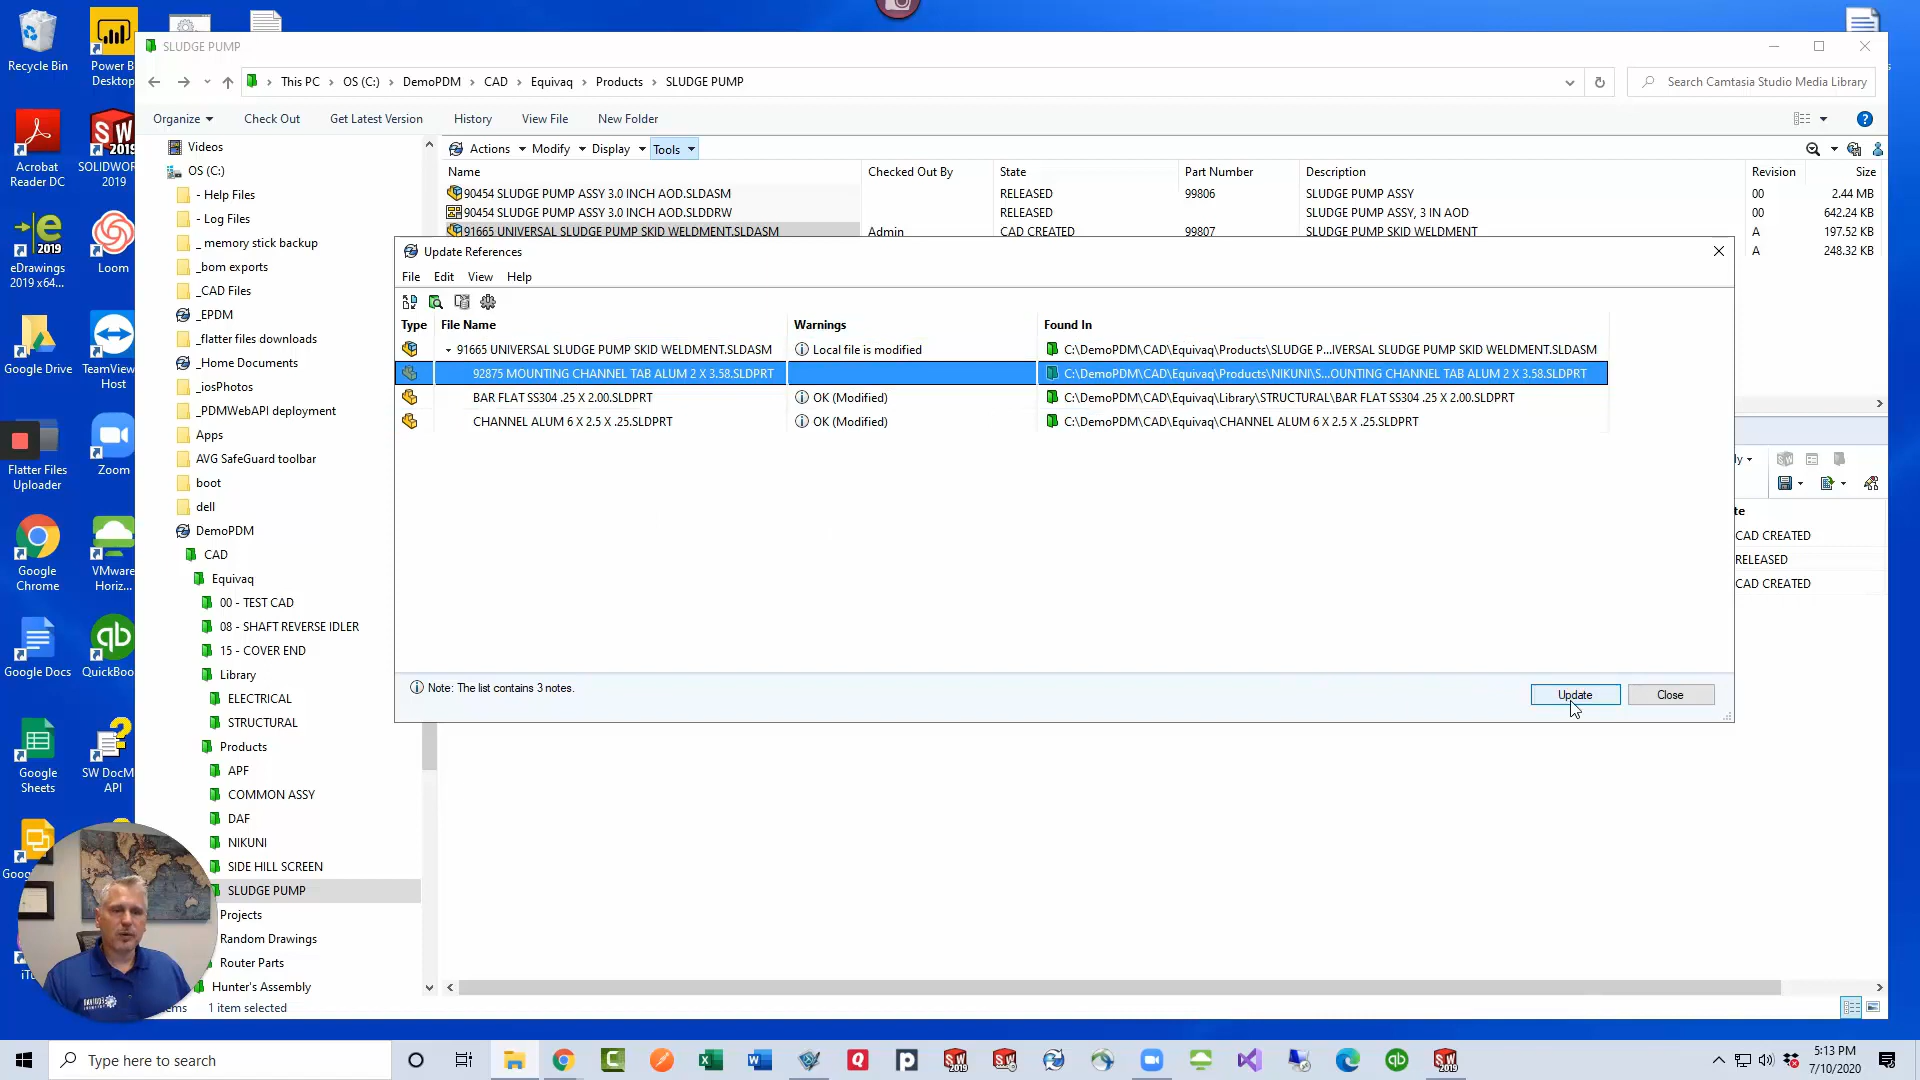 Recycle Bin
Power B
Desktop
Acrobat
Reader DC
SOLIDWOR
2019
eDrawings
2019 x64...
Loom
Google Drive
TeamView
Host
Flatter Files
Uploader
Zoom
Google
Chrome
VMware
Horiz...
Google Docs
QuickBoo
Google
Sheets
SW DocM
API
SLUDGE PUMP
This PC > OS (C:) > DemoPDM > CAD > Equivaq > Products > SLUDGE PUMP
Search Camtasia Studio Media Library
Organize
Check Out
Get Latest Version
History
View File
New Folder
Videos
OS (C:)
- Help Files
- Log Files
_ memory stick backup
_bom exports
_CAD Files
_EPDM
_flatter files downloads
_Home Documents
_iosPhotos
_PDMWebAPI deployment
Apps
AVG SafeGuard toolbar
boot
dell
DemoPDM
CAD
Equivaq
00 - TEST CAD
08 - SHAFT REVERSE IDLER
15 - COVER END
Library
ELECTRICAL
STRUCTURAL
Products
APF
COMMON ASSY
DAF
NIKUNI
SIDE HILL SCREEN
SLUDGE PUMP
Projects
Random Drawings
Router Parts
Hunter's Assembly
Actions Modify Display Tools
Name Checked Out By State Part Number Description Revision Size
90454 SLUDGE PUMP ASSY 3.0 INCH AOD.SLDASM RELEASED 99806 SLUDGE PUMP ASSY 00 2.44 MB
90454 SLUDGE PUMP ASSY 3.0 INCH AOD.SLDDRW RELEASED SLUDGE PUMP ASSY, 3 IN AOD 00 642.24 KB
91665 UNIVERSAL SLUDGE PUMP SKID WELDMENT.SLDASM Admin CAD CREATED 99807 SLUDGE PUMP SKID WELDMENT A 197.52 KB
A 248.32 KB
Update References
File Edit View Help
Type File Name Warnings Found In
91665 UNIVERSAL SLUDGE PUMP SKID WELDMENT.SLDASM Local file is modified C:\DemoPDM\CAD\Equivaq\Products\SLUDGE P...IVERSAL SLUDGE PUMP SKID WELDMENT.SLDASM
92875 MOUNTING CHANNEL TAB ALUM 2 X 3.58.SLDPRT C:\DemoPDM\CAD\Equivaq\Products\NIKUNI\S...OUNTING CHANNEL TAB ALUM 2 X 3.58.SLDPRT
BAR FLAT SS304 .25 X 2.00.SLDPRT OK (Modified) C:\DemoPDM\CAD\Equivaq\Library\STRUCTURAL\BAR FLAT SS304 .25 X 2.00.SLDPRT
CHANNEL ALUM 6 X 2.5 X .25.SLDPRT OK (Modified) C:\DemoPDM\CAD\Equivaq\CHANNEL ALUM 6 X 2.5 X .25.SLDPRT
Note: The list contains 3 notes.
Update
Close
ly
te
CAD CREATED
RELEASED
CAD CREATED
1 item selected
Type here to search
5:13 PM
7/10/2020